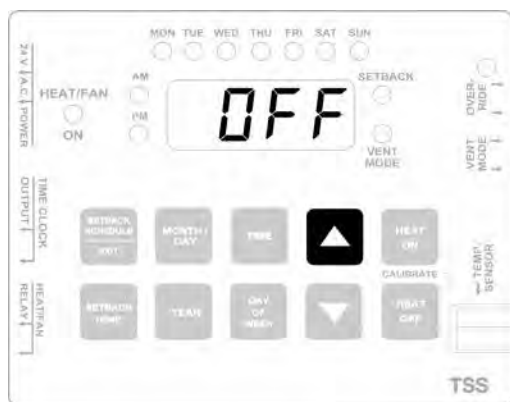 MON TUE WED THU FRI SAT SUN
24 V A.C. POWER
HEAT/FAN
ON
AM
PM
OFF
SETBACK
VENT
MODE
OVER-
RIDE
VENT
MODE
TIME CLOCK
OUTPUT
SETBACK
SCHEDULE
EXIT
MONTH /
DAY
TIME
HEAT
ON
CALIBRATE
TEMP.
SENSOR
HEAT/FAN
RELAY
SETBACK
TEMP
YEAR
DAY
OF
WEEK
HEAT
OFF
TSS